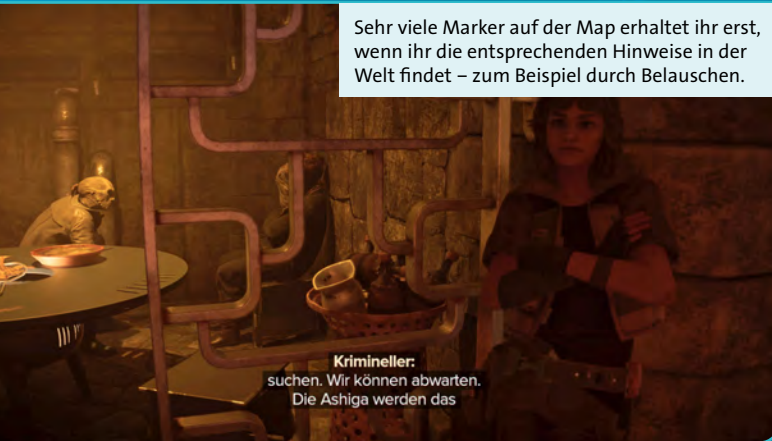 Sehr viele Marker auf der Map erhaltet ihr erst,
wenn ihr die entsprechenden Hinweise in der
Welt findet – zum Beispiel durch Belauschen.
Krimineller:
suchen. Wir können abwarten.
Die Ashiga werden das